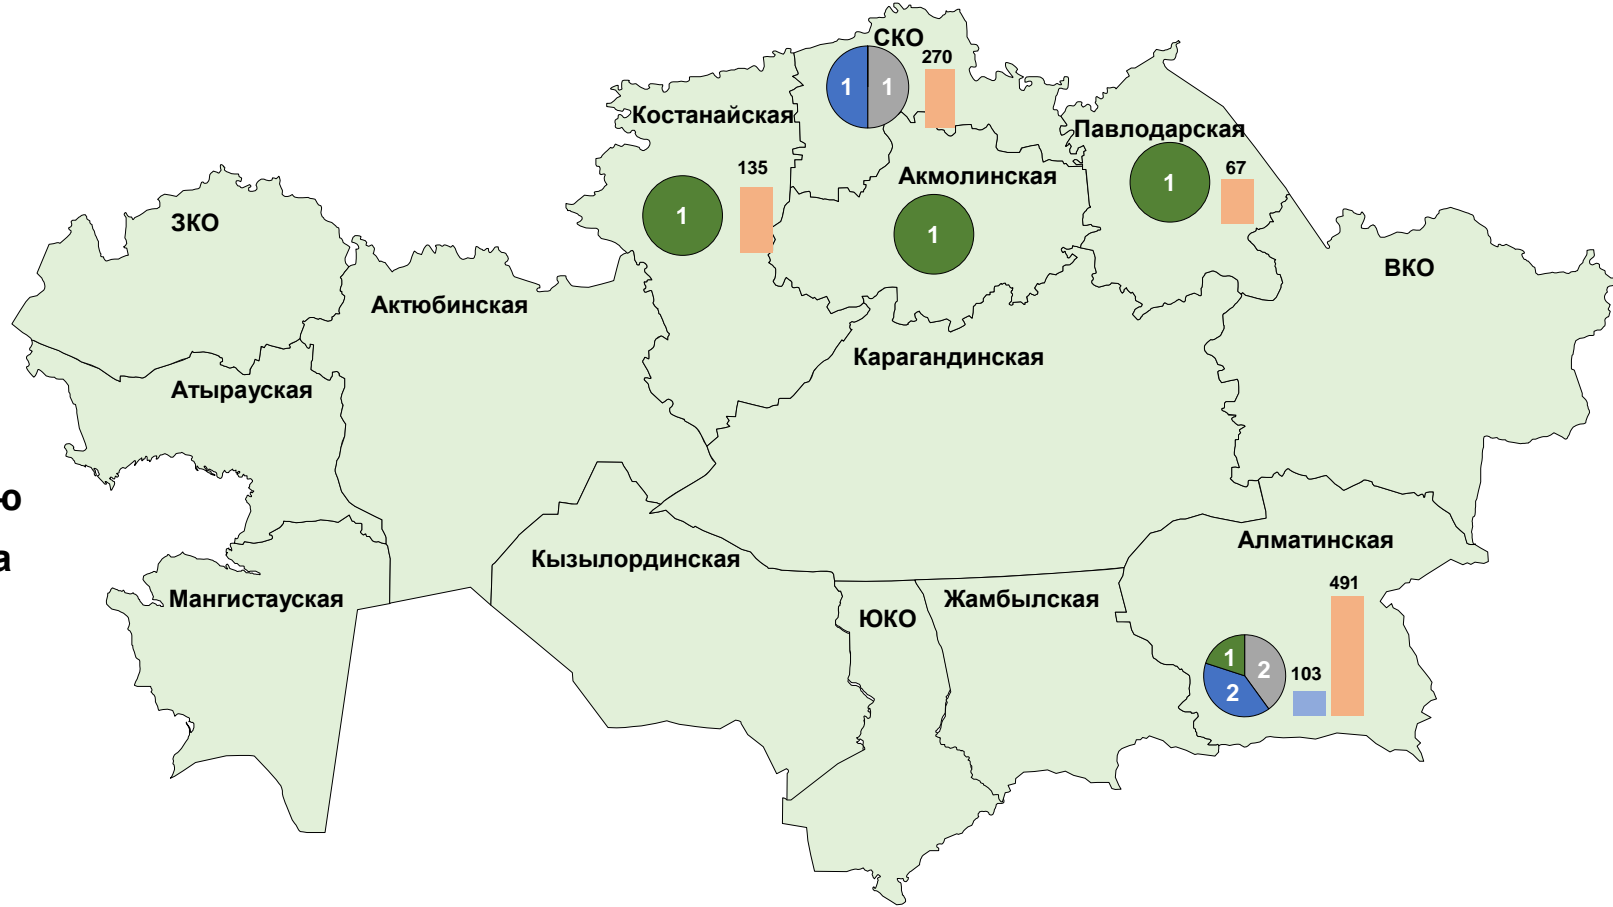 СКО
270
1 1
Костанайская
Павлодарская
135
67
Акмолинская
1
1
1
ЗКО
ВКО
Актюбинская
Карагандинская
Атырауская
ю
а
Алматинская
Кызылординская
491
Мангистауская
Жамбылская
ЮКО
1 2
2
103